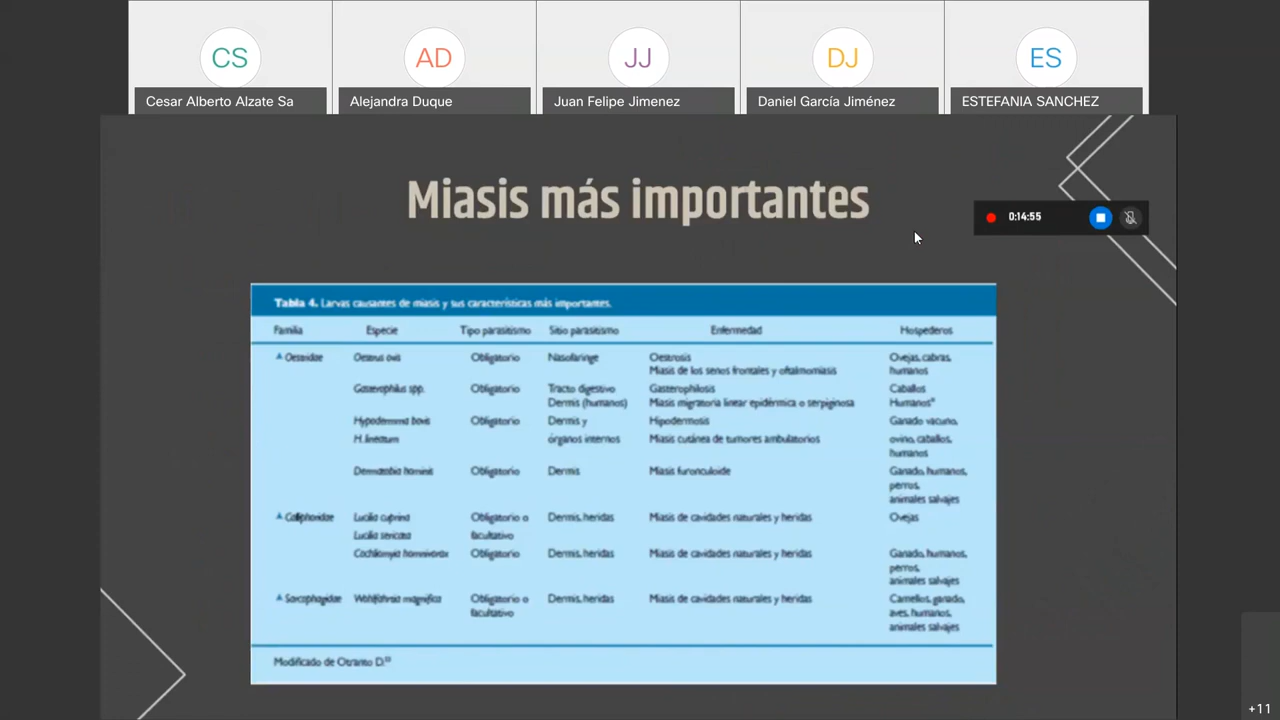 CS AD JJ DJ ES
Cesar Alberto Alzate Sa Alejandra Duque Juan Felipe Jimenez Daniel García Jiménez ESTEFANIA SANCHEZ
Miasis más importantes
0:14:55
Tabla 4. Larvas causantes de miasis y sus características más importantes.
Familia Especie Tipo parasitismo Sitio parasitismo Enfermedad Hospederos
Oestridae Oestrus ovis Obligatorio Nasofaringe Oestrosis Ovejas, cabras,
Miasis de los senos frontales y oftalmomiasis humanos
Gasterophilus spp. Obligatorio Tracto digestivo Gasterophilosis Caballos
Dermis (humanos) Miasis migratoria linear epidérmica o serpiginosa Humanos*
Hypoderma bovis Obligatorio Dermis y Hipodermosis Ganado vacuno,
H. lineatum órganos internos Miasis cutánea de tumores ambulatorios ovino, caballos,
humanos
Dermatobia hominis Obligatorio Dermis Miasis furunculoide Ganado, humanos,
perros,
animales salvajes
Calliphoridae Lucilia cuprina Obligatorio o Dermis, heridas Miasis de cavidades naturales y heridas Ovejas
Lucilia sericata facultativo
Cochliomyia hominivorax Obligatorio Dermis, heridas Miasis de cavidades naturales y heridas Ganado, humanos,
perros,
animales salvajes
Sarcophagidae Wohlfahrtia magnifica Obligatorio o Dermis, heridas Miasis de cavidades naturales y heridas Camellos, ganado,
facultativo aves, humanos,
animales salvajes
Modificado de Otranto D.
+11